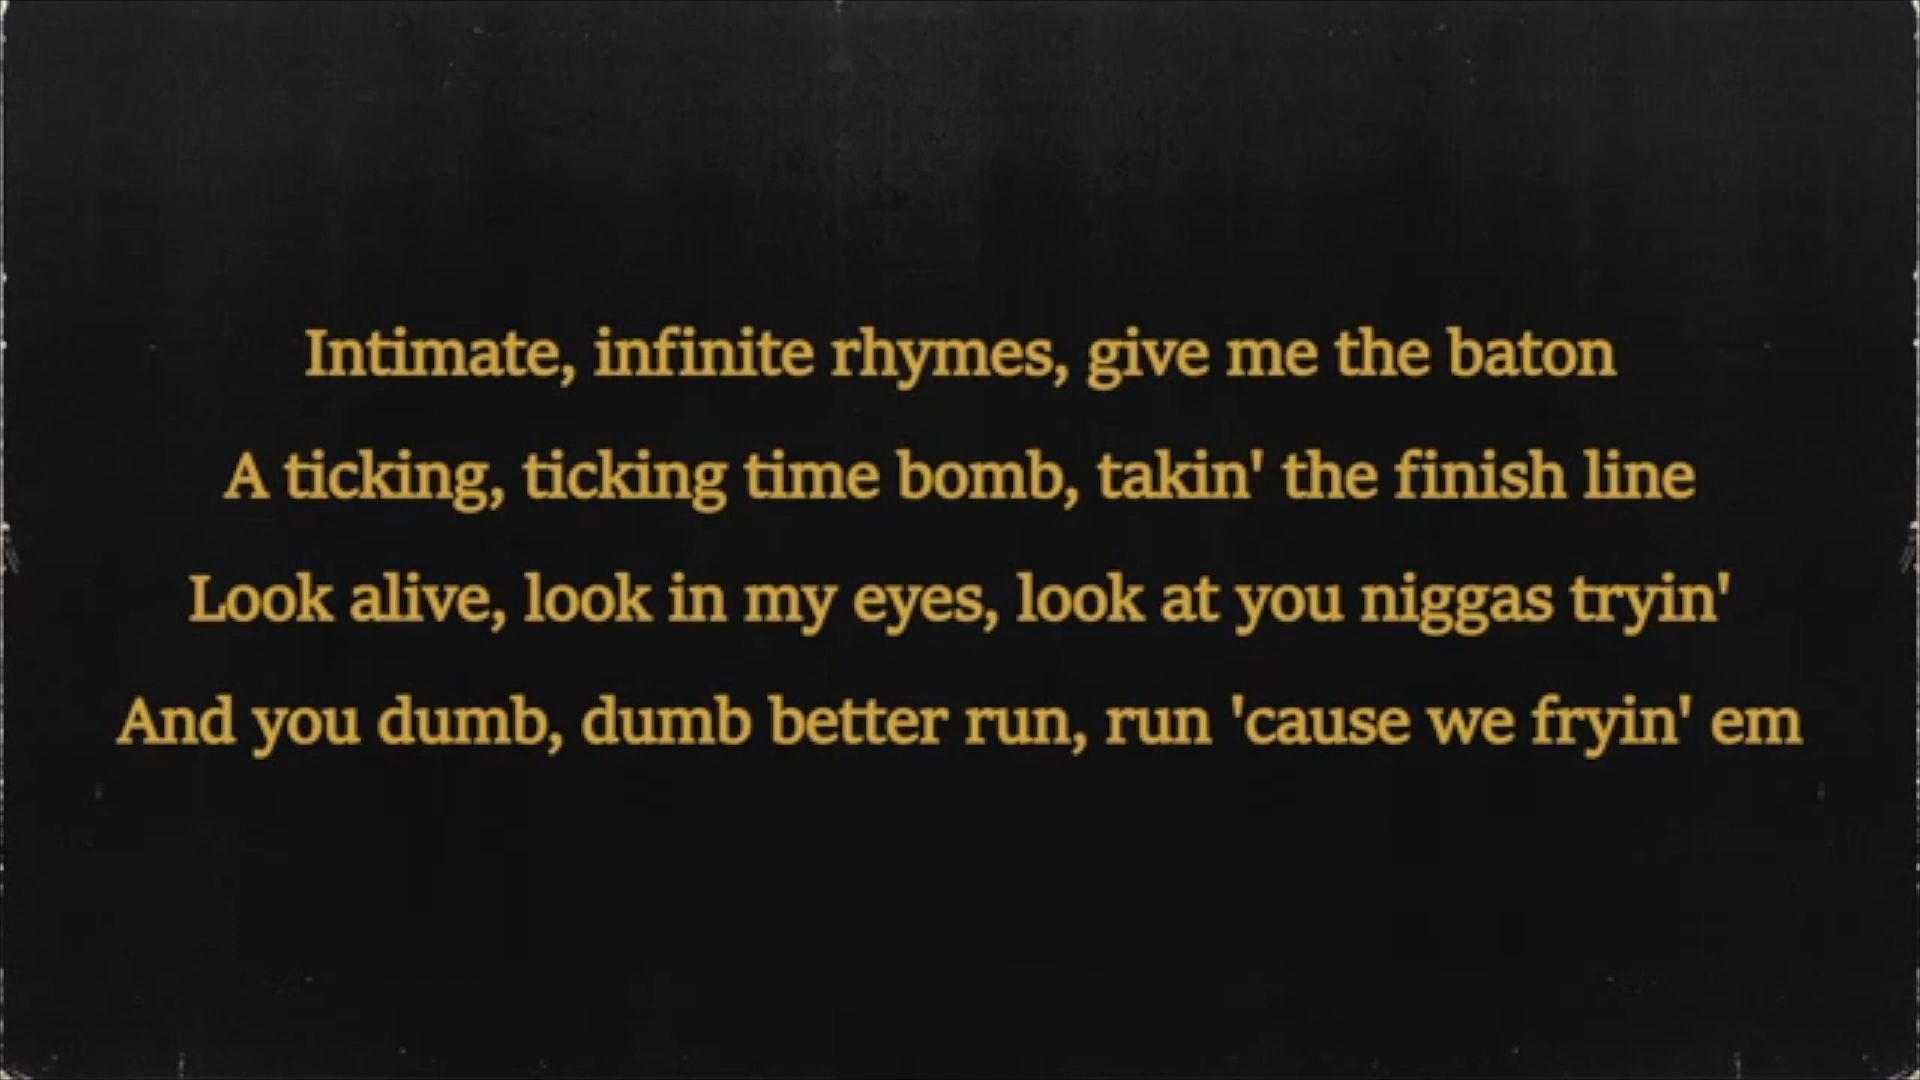 Intimate, infinite rhymes, give me the baton
A ticking, ticking time bomb, takin' the finish line
Look alive, look in my eyes, look at you niggas tryin'
And you dumb, dumb better run, run 'cause we fryin' em